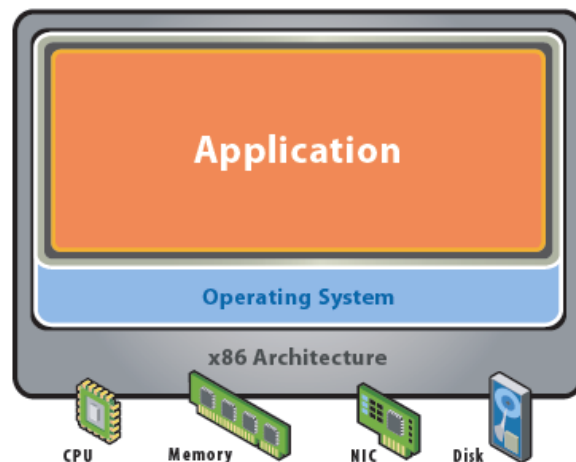 Application
Operating System
x86 Architecture
CPU Memory NIC Disk